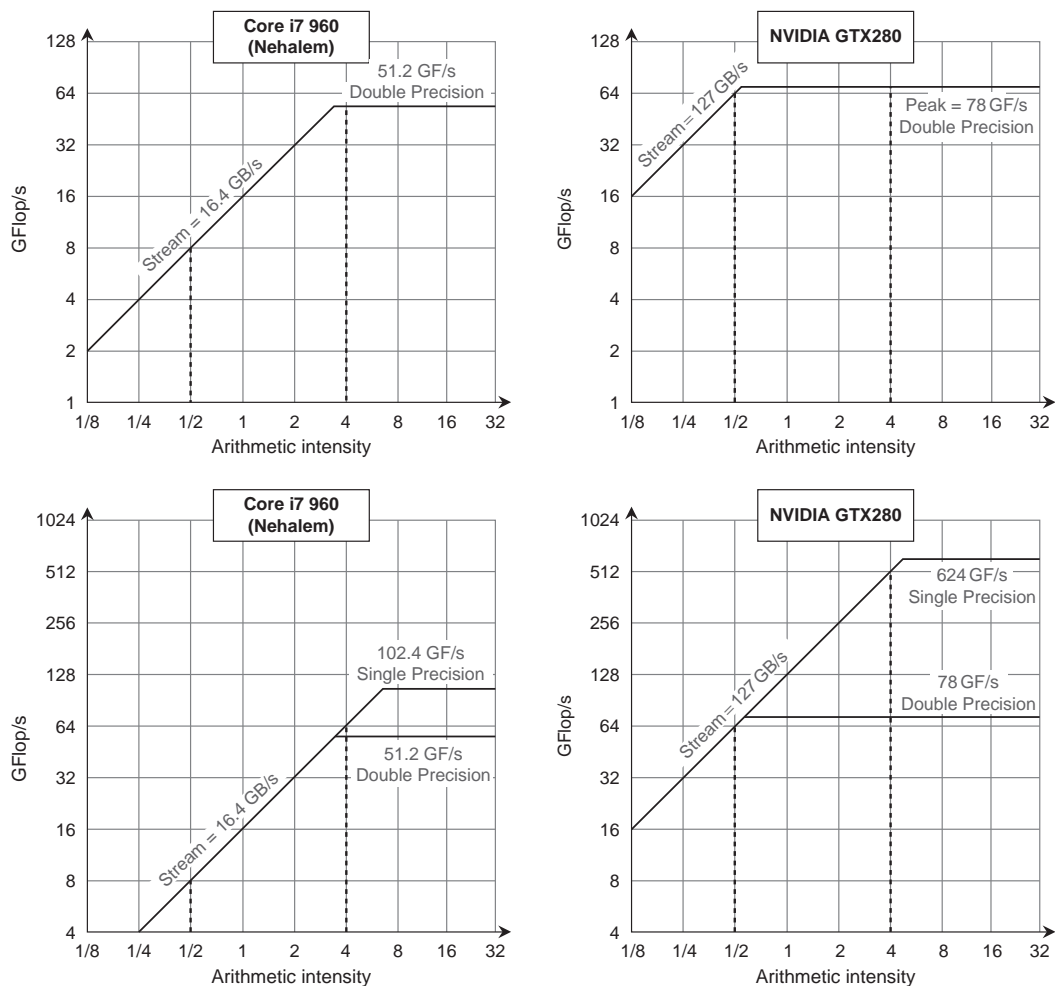 Core i7 960
(Nehalem)
128
64
32
16
8
4
2
1
GFlop/s
51.2 GF/s
Double Precision
Stream = 16.4 GB/s
1/8 1/4 1/2 1 2 4 8 16 32
Arithmetic intensity
NVIDIA GTX280
128
64
32
16
8
4
2
1
GFlop/s
Stream = 127 GB/s
Peak = 78 GF/s
Double Precision
1/8 1/4 1/2 1 2 4 8 16 32
Arithmetic intensity
Core i7 960
(Nehalem)
1024
512
256
128
64
32
16
8
4
GFlop/s
102.4 GF/s
Single Precision
51.2 GF/s
Double Precision
Stream = 16.4 GB/s
1/8 1/4 1/2 1 2 4 8 16 32
Arithmetic intensity
NVIDIA GTX280
1024
512
256
128
64
32
16
8
4
GFlop/s
624 GF/s
Single Precision
78 GF/s
Double Precision
Stream = 127 GB/s
1/8 1/4 1/2 1 2 4 8 16 32
Arithmetic intensity